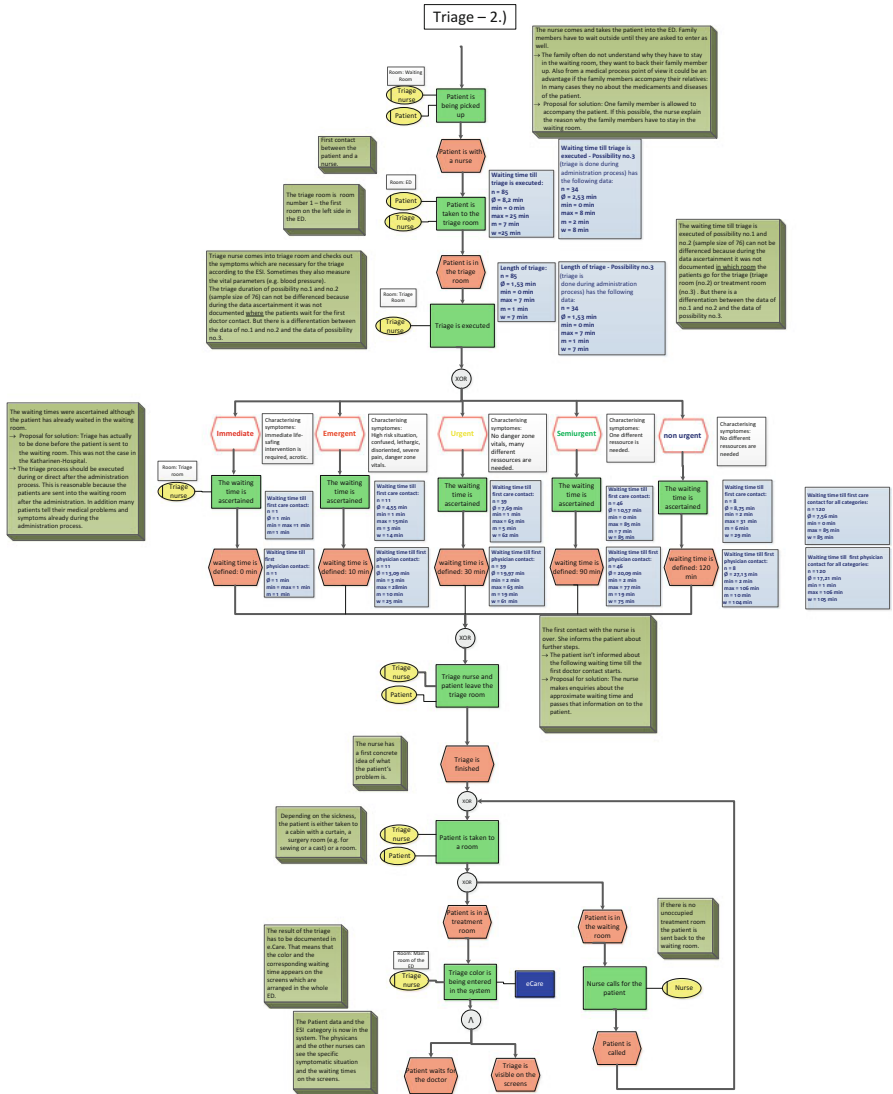 Triage – 2.)
The nurse comes and takes the patient into the ED. Family
members have to wait outside until they are asked to enter as
well.
→ The family often do not understand why they have to stay
in the waiting room, they want to back their family member
up. Also from a medical process point of view it could be an
advantage if the family members accompany their relatives:
In many cases they no about the medicaments and diseases
of the patient.
→ Proposal for solution: One family member is allowed to
accompany the patient. If this possible, the nurse explain
the reason why the family members have to stay in the
waiting room.
Room: Waiting
Room
Triage
nurse
Patient
Patient is
being picked
up
First contact
between the
patient and a
nurse.
Patient is with
a nurse
The triage room is room
number 1 – the first
room on the left side in
the ED.
Room: ED
Patient
Triage
nurse
Patient is
taken to the
triage room
Waiting time till
triage is executed:
n = 85
Ø = 8,2 min
min = 0 min
max = 25 min
m = 7 min
w =25 min
Waiting time till triage is
executed - Possibility no.3
(triage is done during
administration process) has
the following data:
n = 34
Ø = 2,53 min
min = 0 min
max = 8 min
m = 2 min
w = 8 min
The waiting time till triage is
executed of possibility no.1 and
no.2 (sample size of 76) can not be
differenced because during the
data ascertainment it was not
documented in which room the
patients go for the triage (triage
room (no.2) or treatment room
(no.3) . But there is a
differentiation between the data of
no.1 and no.2 and the data of
possibility no.3.
Triage nurse comes into triage room and checks out
the symptoms which are necessary for the triage
according to the ESI. Sometimes they also measure
the vital parameters (e.g. blood pressure).
The triage duration of possibility no.1 and no.2
(sample size of 76) can not be differenced because
during the data ascertainment it was not
documented where the patients wait for the first
doctor contact. But there is a differentation between
the data of no.1 and no.2 and the data of possibility
no.3.
Patient is in
the triage
room
Room: Triage
Room
Triage
nurse
Triage is
executed
Length of triage:
n = 85
Ø = 1,53 min
min = 0 min
max = 7 min
m = 1 min
w = 7 min
Length of triage - Possibility no.3
(triage is
done during administration
process) has the following
data:
n = 34
Ø = 1,53 min
min = 0 min
max = 7 min
m = 1 min
w = 7 min
XOR
The waiting times were ascertained although
the patient has already waited in the waiting
room.
→ Proposal for solution: Triage has actually
to be done before the patient is sent to
the waiting room. This was not the case in
the Katharinen-Hospital.
→ The triage process should be executed
during or direct after the administration
process. This is reasonable because the
patients are sent into the waiting room
after the administration. In addition many
patients tell their medical problems and
symptoms already during the
administration process.
Immediate
Characterising
symptoms:
immediate life-
safing
intervention is
required, acrotic.
Emergent
Characterising
symptoms:
High risk situation,
confused, lethargic,
disoriented, severe
pain, danger zone
vitals.
Urgent
Characterising
symptoms:
No danger zone
vitals, many
different
resources are
needed.
Semiurgent
Characterising
symptoms:
One different
resource is
needed.
non urgent
Characterising
symptoms:
No different
resources are
needed
Room: Triage
room
Triage
nurse
The waiting
time is
ascertained
Waiting time till
first care contact:
n = 1
Ø = 1 min
min = max =1 min
m= 1 min
The waiting
time is
ascertained
Waiting time till
first care contact:
n = 11
Ø = 4,55 min
min = 1 min
max = 15min
m = 3 min
w = 14 min
The waiting
time is
ascertained
Waiting time till
first care contact:
n = 39
Ø = 7,69 min
min = 1 min
max = 63 min
m = 5 min
w = 62 min
The waiting
time is
ascertained
Waiting time till
first care contact:
n = 46
Ø = 10,57 min
min = 0 min
max = 85 min
m = 7 min
w = 85 min
The waiting
time is
ascertained
Waiting time till
first care contact:
n = 8
Ø = 8,75 min
min = 2 min
max = 31 min
m = 6 min
w = 29 min
Waiting time till first care
contact for all categories:
n = 120
Ø = 7,56 min
min = 0 min
max = 85 min
w = 85 min
waiting time is
defined: 0 min
Waiting time till
first
physician contact:
n = 1
Ø = 1 min
min = max = 1 min
m = 1 min
waiting time is
defined: 10 min
Waiting time till first
physician contact:
n = 11
Ø = 13,09 min
min = 3 min
max = 28min
m = 10 min
w = 25 min
waiting time is
defined: 30 min
Waiting time till first
physician contact:
n = 39
Ø = 19,97 min
min = 2 min
max = 63 min
m = 19 min
w = 61 min
waiting time is
defined: 90 min
Waiting time till first
physician contact:
n = 46
Ø = 20,09 min
min = 2 min
max = 77 min
m = 19 min
w = 75 min
waiting time is
defined: 120
min
Waiting time till first
physician contact:
n = 8
Ø = 27,13 min
min = 2 min
max = 106 min
m = 10 min
w = 104 min
Waiting time till first physician
contact for all categories:
n =120
Ø = 17,21 min
min = 1 min
max = 106 min
w = 105 min
XOR
The first contact with the nurse is
over. She informs the patient about
further steps.
→ The patient isn't informed about
the following waiting time till the
first doctor contact starts.
→ Proposal for solution: The nurse
makes enquiries about the
approximate waiting time and
passes that information on to the
patient.
Triage
nurse
Patient
Triage nurse and
patient leave the
triage room
The nurse has
a first concrete
idea of what
the patient's
problem is.
Triage is
finished
XOR
Depending on the sickness,
the patient is either taken to
a cabin with a curtain, a
surgery room (e.g. for
sewing or a cast) or a room.
Triage
nurse
Patient
Patient is taken to
a room
XOR
Patient is in a
treatment
room
Patient is in
the waiting
room
If there is no
unoccupied
treatment room
the patient is
sent back to the
waiting room.
The result of the triage
has to be documented in
e.Care. That means that
the color and the
corresponding waiting
time appears on the
screens which are
arranged in the whole
ED.
Room: Main
room of the
ED
Triage
nurse
Triage color is
being entered
in the system
eCare
Nurse calls for the
patient
Nurse
The Patient data and the
ESI category is now in the
system. The physicians
and the other nurses can
see the specific
symptomatic situation
and the waiting times
on the screens.
Λ
Patient is
called
Patient waits for
the doctor
Triage is
visible on the
screens